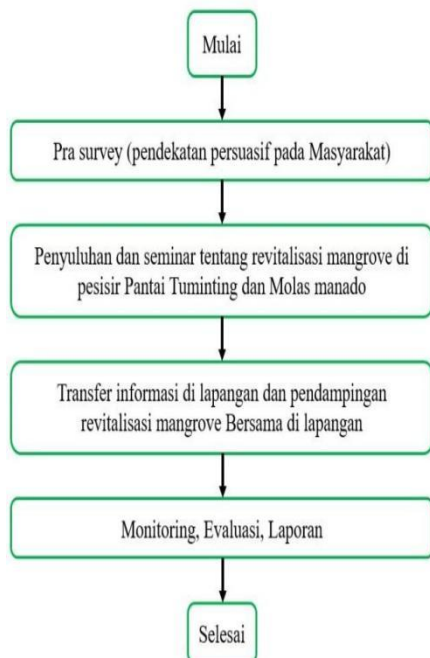 Mulai
Pra survey (pendekatan persuasif pada Masyarakat)
Penyuluhan dan seminar tentang revitalisasi mangrove di
pesisir Pantai Tuminting dan Molas manado
Transfer informasi di lapangan dan pendampingan
revitalisasi mangrove Bersama di lapangan
Monitoring, Evaluasi, Laporan
Selesai